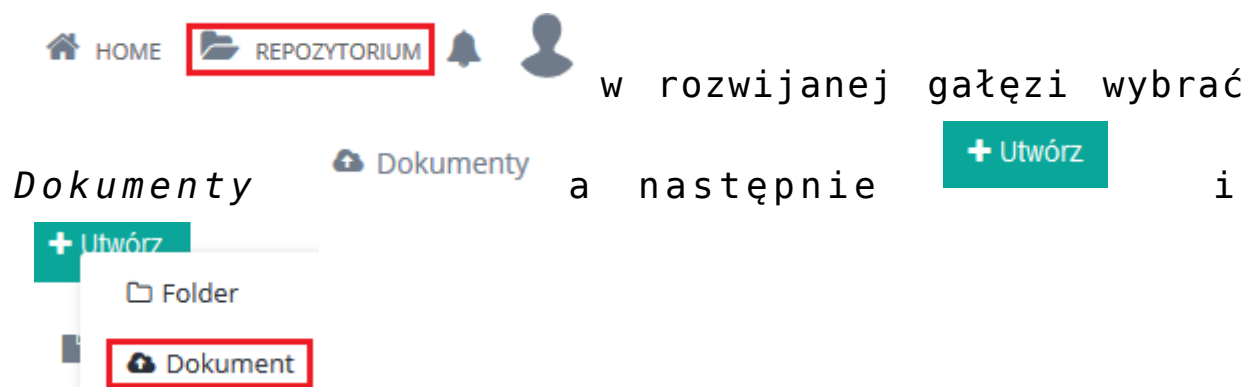 HOME REPOZYTORIUM
w rozwijanej gałęzi wybrać
Dokumenty Dokumenty a następnie + Utwórz i
+ Utwórz
Folder
Dokument